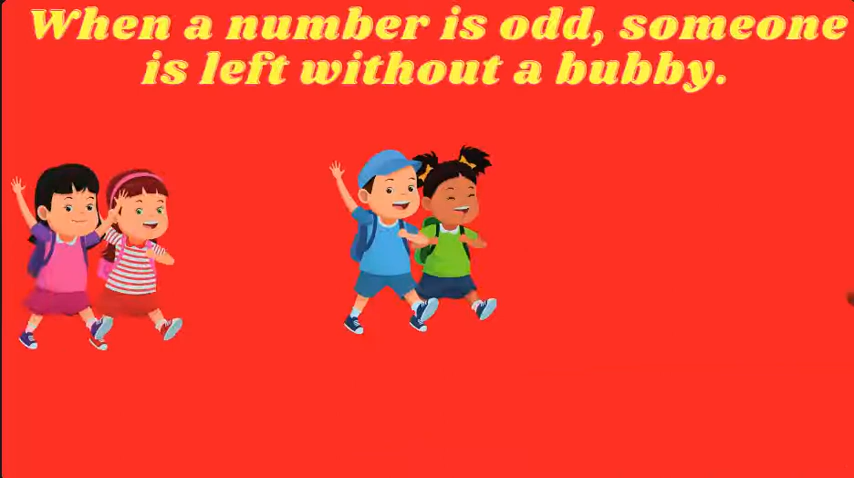 When a number is odd, someone
is left without a bubby.